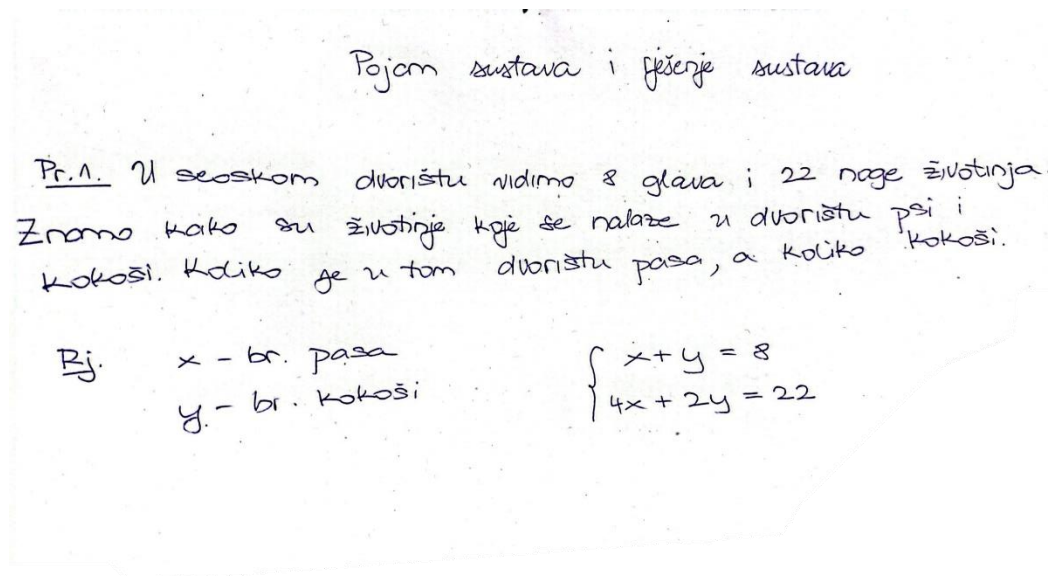 Pojam sustava i rješenje sustava
Pr.1. U seoskom dvorištu vidimo 8 glava i 22 noge životinja.
Znamo kako su životinje koje se nalaze u dvorištu psi i
kokoši. Koliko je u tom dvorištu pasa, a koliko kokoši.
Rj. x - br. pasa { x + y = 8
y - br. kokoši 4x + 2y = 22